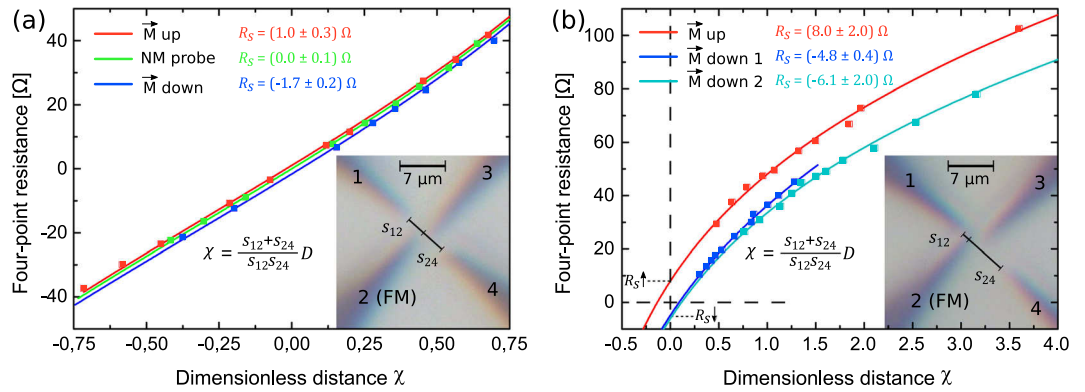 (a)
Four-point resistance [Ω]
40
20
0
-20
-40
M⃗ up R_S = (1.0 ± 0.3) Ω
NM probe R_S = (0.0 ± 0.1) Ω
M⃗ down R_S = (-1.7 ± 0.2) Ω
χ = (s₁₂+s₂₄)/(s₁₂s₂₄) D
7 μm
1
3
s₁₂
s₂₄
2 (FM)
4
-0,75 -0,50 -0,25 0,00 0,25 0,50 0,75
Dimensionless distance χ
(b)
Four-point resistance [Ω]
100
80
60
40
20
0
M⃗ up R_S = (8.0 ± 2.0) Ω
M⃗ down 1 R_S = (-4.8 ± 0.4) Ω
M⃗ down 2 R_S = (-6.1 ± 2.0) Ω
R_S↑
R_S↓
χ = (s₁₂+s₂₄)/(s₁₂s₂₄) D
7 μm
1
3
s₁₂
s₂₄
2 (FM)
4
-0.5 0.0 0.5 1.0 1.5 2.0 2.5 3.0 3.5 4.0
Dimensionless distance χ